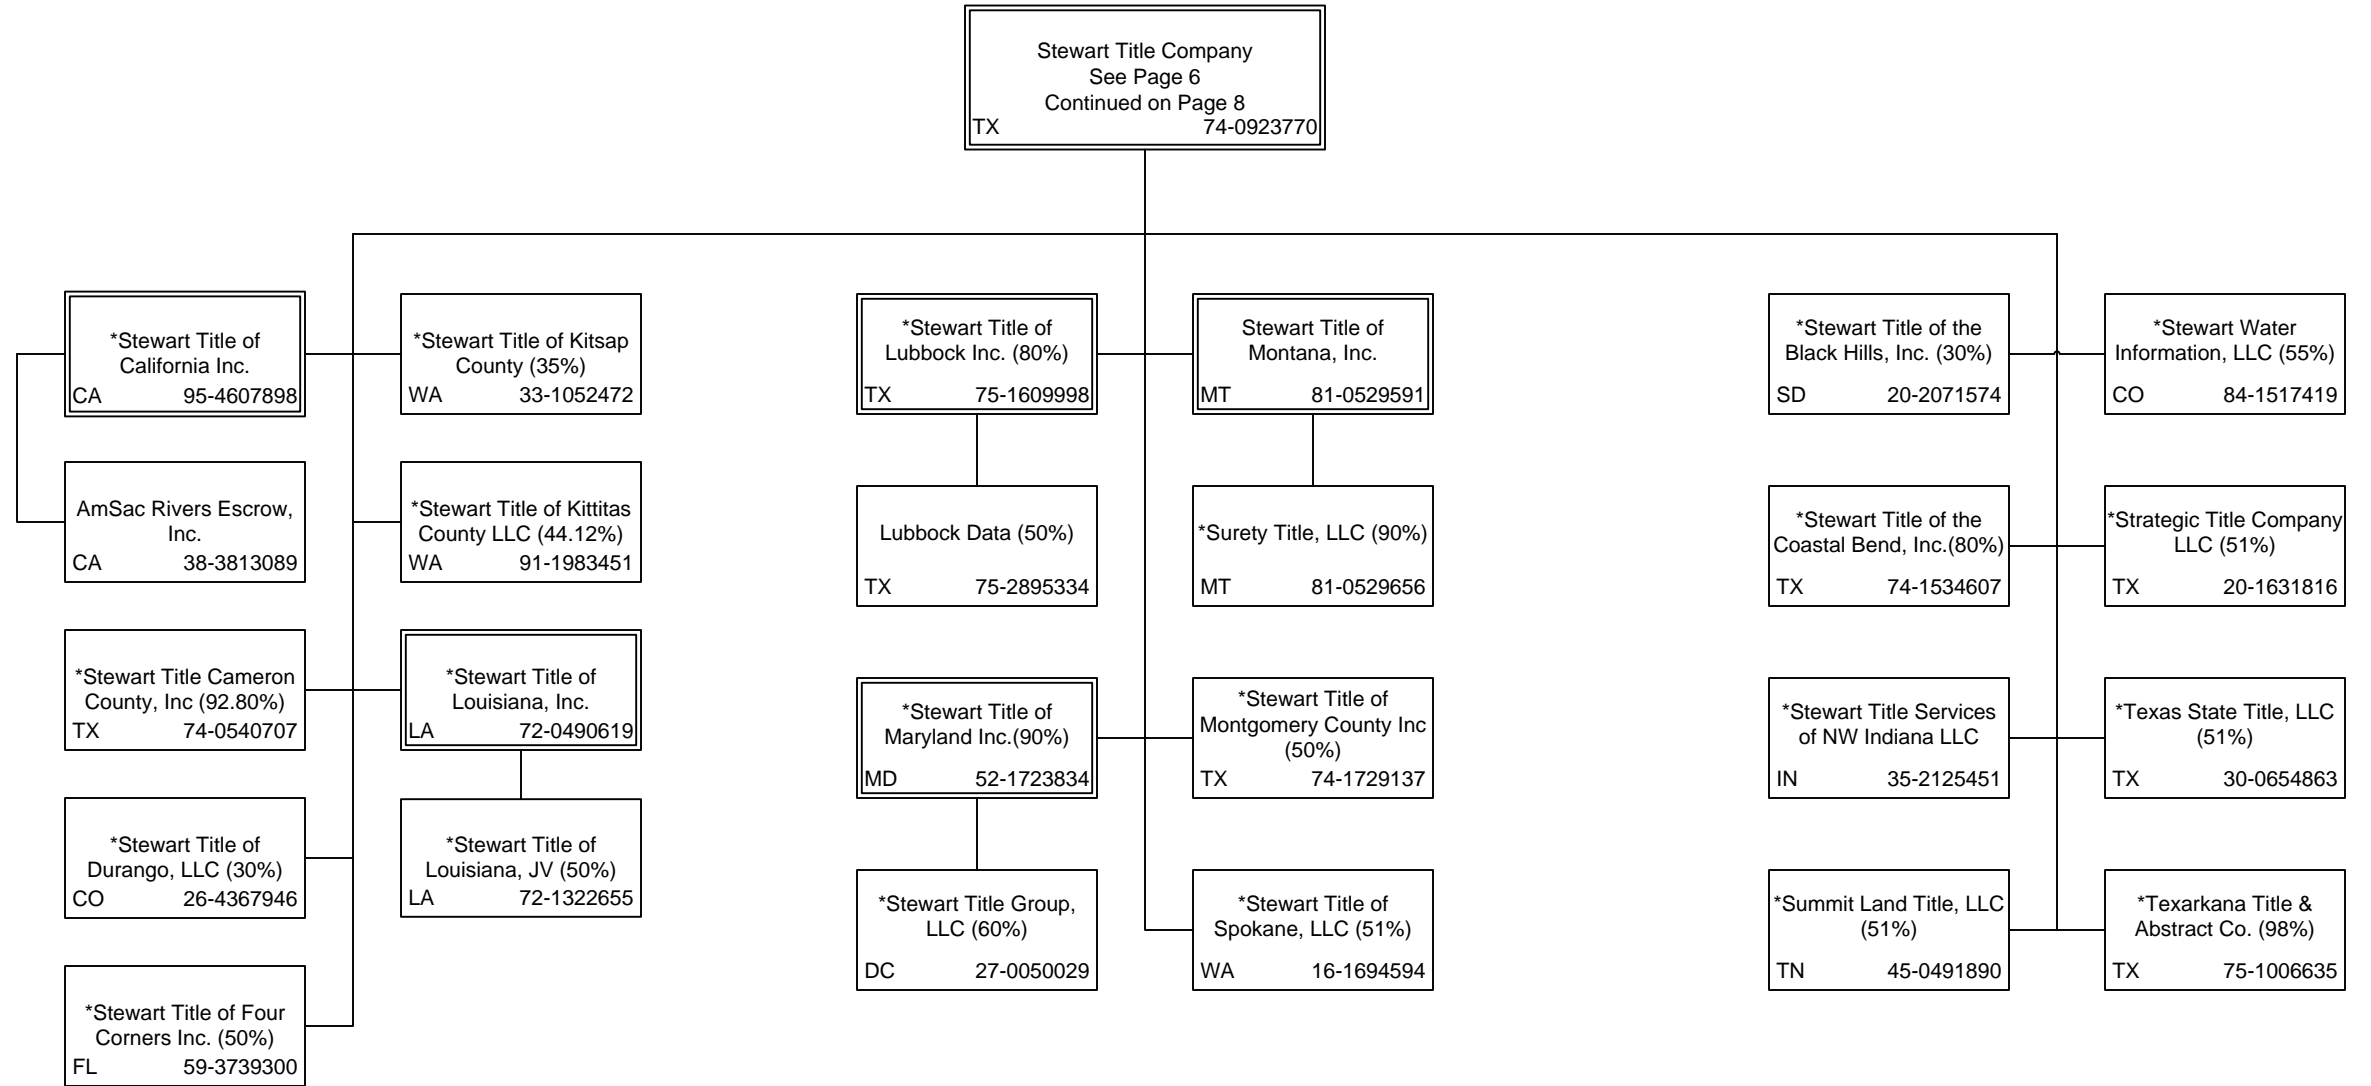 Stewart Title Company
See Page 6
Continued on Page 8
TX 74-0923770
*Stewart Title of
California Inc.
CA 95-4607898
*Stewart Title of Kitsap
County (35%)
WA 33-1052472
AmSac Rivers Escrow,
Inc.
CA 38-3813089
*Stewart Title of Kittitas
County LLC (44.12%)
WA 91-1983451
*Stewart Title Cameron
County, Inc (92.80%)
TX 74-0540707
*Stewart Title of
Louisiana, Inc.
LA 72-0490619
*Stewart Title of
Durango, LLC (30%)
CO 26-4367946
*Stewart Title of
Louisiana, JV (50%)
LA 72-1322655
*Stewart Title of Four
Corners Inc. (50%)
FL 59-3739300
*Stewart Title of
Lubbock Inc. (80%)
TX 75-1609998
Stewart Title of
Montana, Inc.
MT 81-0529591
Lubbock Data (50%)
TX 75-2895334
*Surety Title, LLC (90%)
MT 81-0529656
*Stewart Title of
Maryland Inc.(90%)
MD 52-1723834
*Stewart Title of
Montgomery County Inc
(50%)
TX 74-1729137
*Stewart Title Group,
LLC (60%)
DC 27-0050029
*Stewart Title of
Spokane, LLC (51%)
WA 16-1694594
*Stewart Title of the
Black Hills, Inc. (30%)
SD 20-2071574
*Stewart Water
Information, LLC (55%)
CO 84-1517419
*Stewart Title of the
Coastal Bend, Inc.(80%)
TX 74-1534607
*Strategic Title Company
LLC (51%)
TX 20-1631816
*Stewart Title Services
of NW Indiana LLC
IN 35-2125451
*Texas State Title, LLC
(51%)
TX 30-0654863
*Summit Land Title, LLC
(51%)
TN 45-0491890
*Texarkana Title &
Abstract Co. (98%)
TX 75-1006635